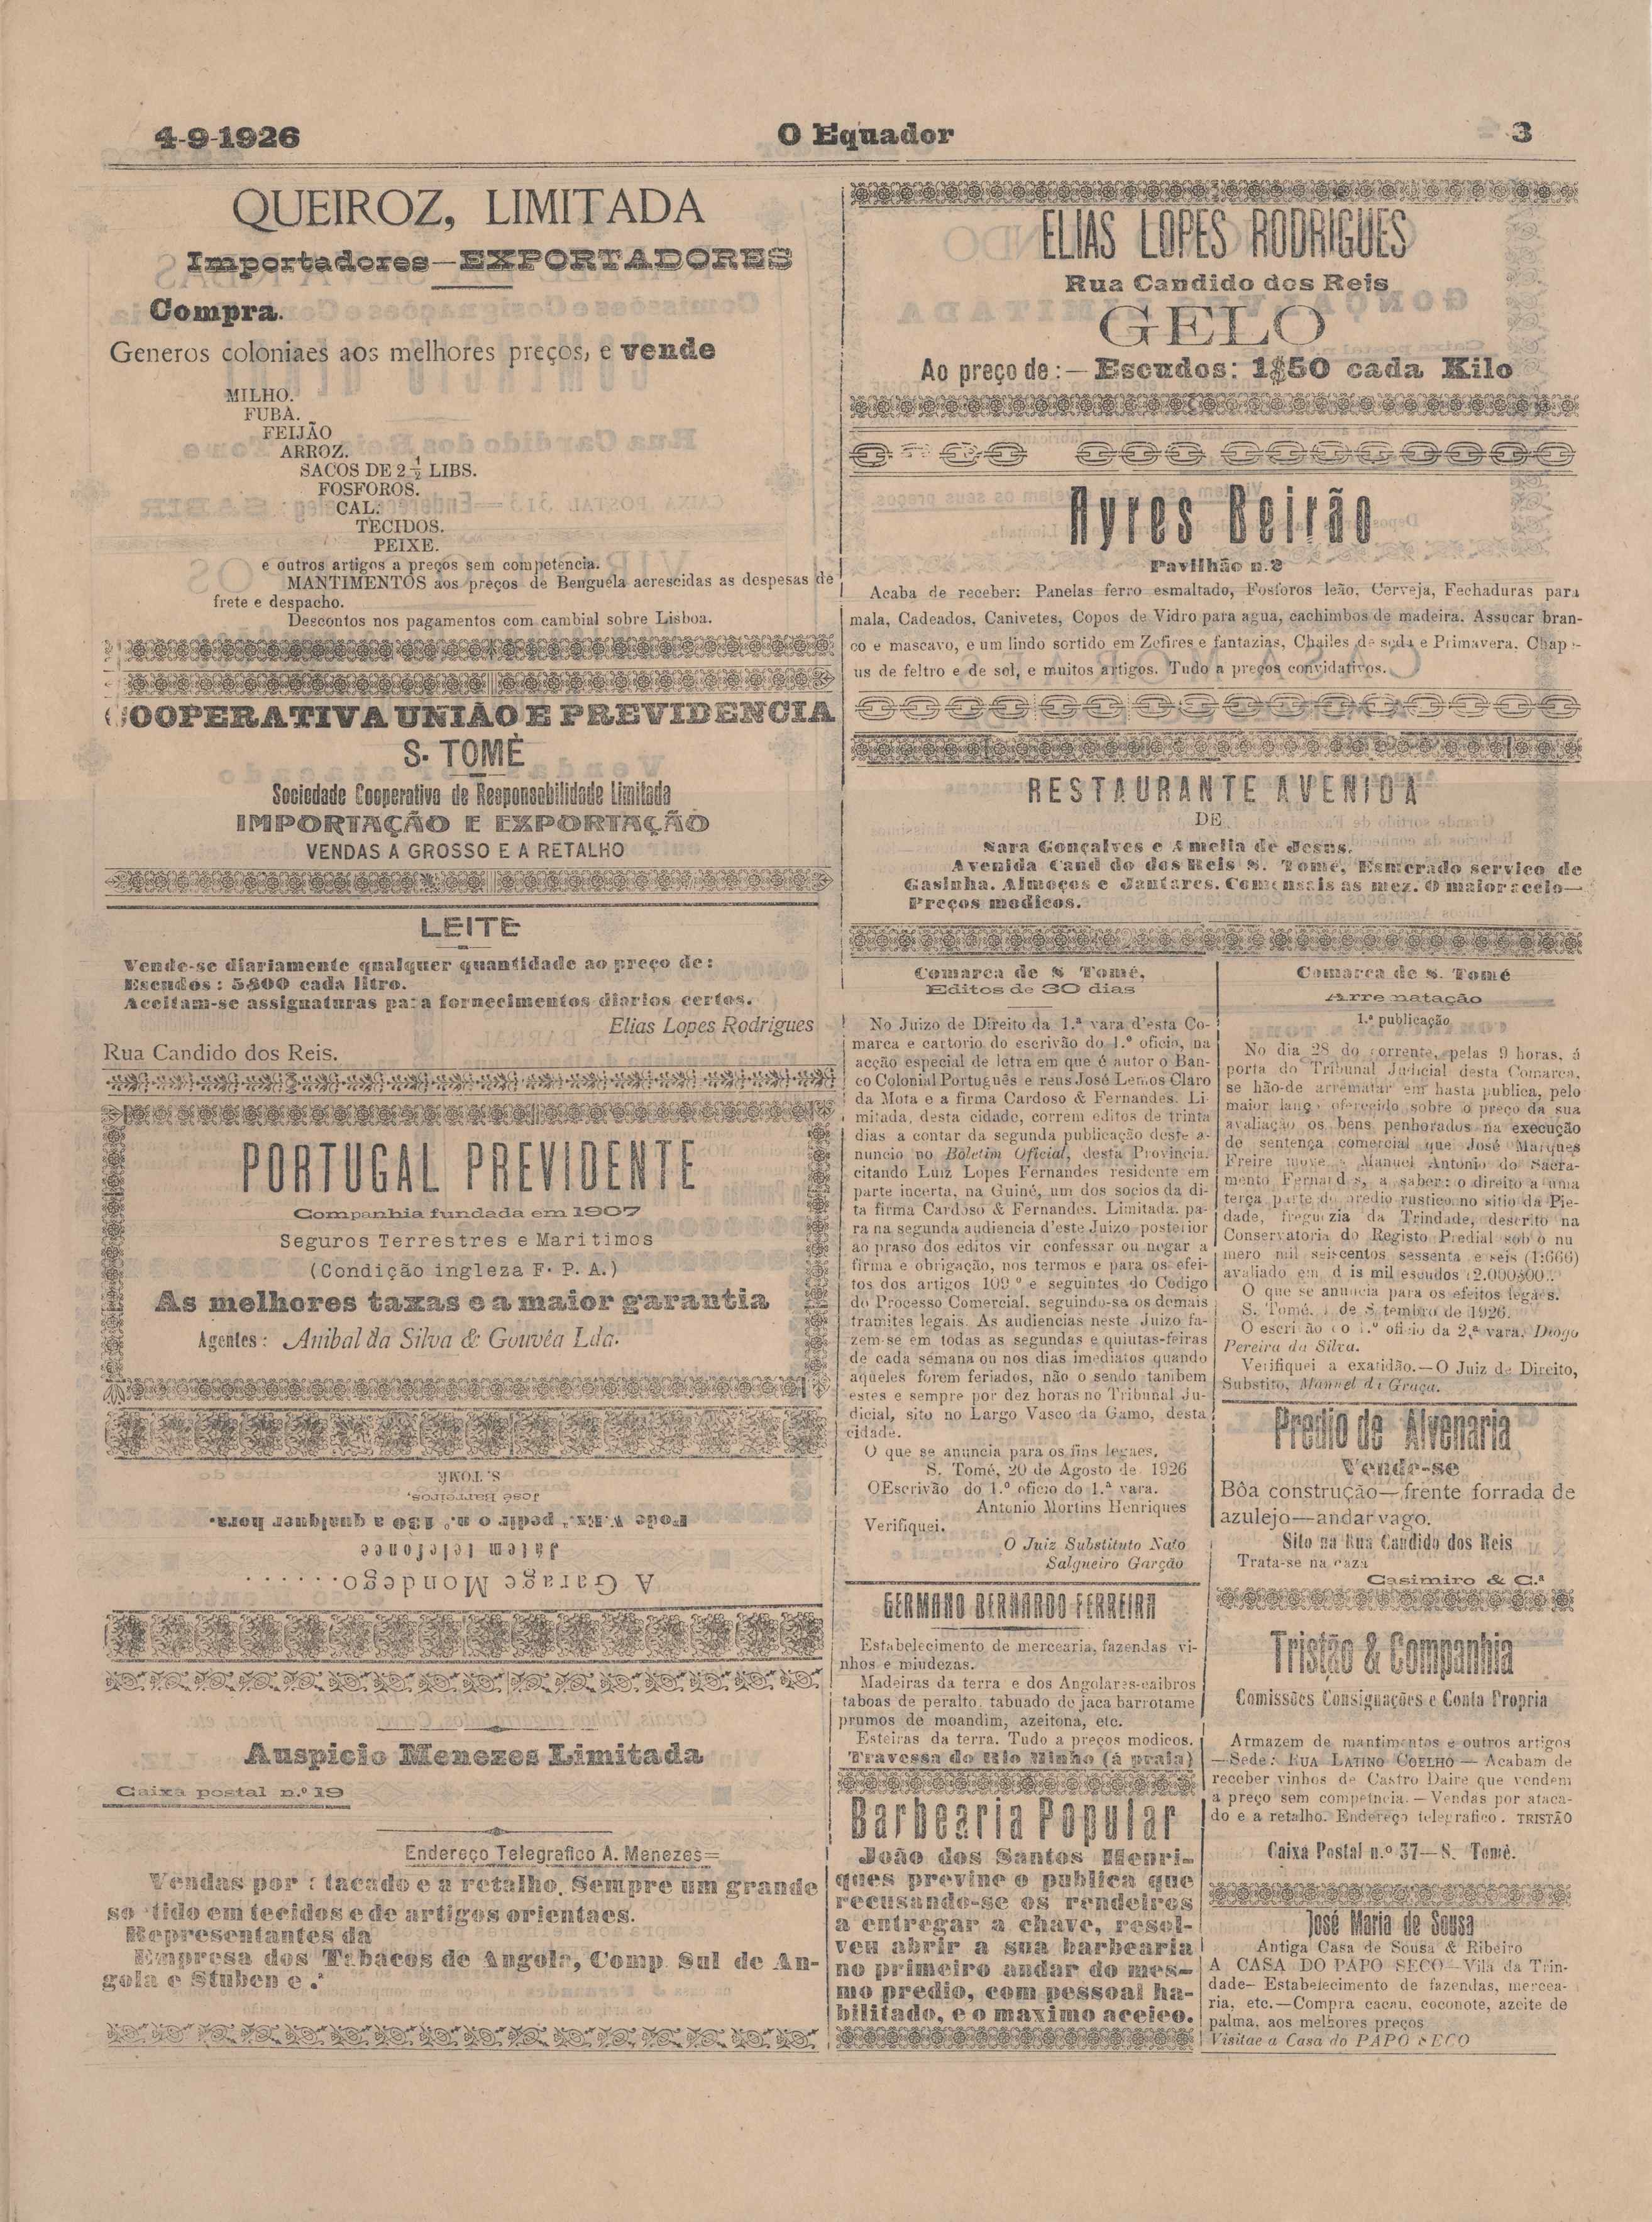 4-9-1926
O Equador
3
QUEIROZ, LIMITADA
Importadores—EXPORTADORES
Compra.
Generos coloniaes aos melhores preços, e vende
MILHO.
FUBÁ.
FEIJÃO
ARROZ.
SACOS DE 2 1/2 LIBS.
FOSFOROS.
CAL.
TECIDOS.
PEIXE.
e outros artigos a preços sem competencia.
MANTIMENTOS aos preços de Benguela acrescidas as despesas de
frete e despacho.
Descontos nos pagamentos com cambial sobre Lisboa.
COOPERATIVA UNIÃO E PREVIDENCIA
S. TOMÉ
Sociedade Cooperativa de Responsabilidade Limitada
IMPORTAÇÃO E EXPORTAÇÃO
VENDAS A GROSSO E A RETALHO
LEITE
Vende-se diariamente qualquer quantidade ao preço de:
Escudos: 5$00 cada litro.
Aceitam-se assignaturas para fornecimentos diarios certos.
Elias Lopes Rodrigues
Rua Candido dos Reis.
PORTUGAL PREVIDENTE
Companhia fundada em 1907
Seguros Terrestres e Maritimos
(Condição ingleza F. P. A.)
As melhores taxas e a maior garantia
Agentes: Anibal da Silva & Gouvêa Lda.
A Garage Mondego.......
já tem telefonee
Pode V. Ex.ª pedir o n.º 130 a qualquer hora.
José Barreiros.
S. TOMÉ
Auspicio Menezes Limitada
Caixa postal n.º 19
Endereço Telegrafico A. Menezes=
Vendas por : tacado e a retalho. Sempre um grande
so tido em tecidos e de artigos orientaes.
Representantes da
Empresa dos Tabacos de Angola, Comp. Sul de An-
gola e Stuben e .ª
ELIAS LOPES RODRIGUES
Rua Candido dos Reis
GELO
Ao preço de:— Escudos: 1$50 cada Kilo
Ayres Beirão
Pavilhão n.2
Acaba de receber: Panelas ferro esmaltado, Fosforos leão, Cerveja, Fechaduras para
mala, Cadeados, Canivetes, Copos de Vidro para agua, cachimbos de madeira. Assucar bran-
co e mascavo, e um lindo sortido em Zefires e fantazias, Chailes de seda e Primavera. Chap -
us de feltro e de sol, e muitos artigos. Tudo a preços convidativos.
RESTAURANTE AVENIDA
DE
Sara Gonçalves e Amelia de Jesus.
Avenida Cand do dos Reis S. Tomé, Esmerado serviço de
Gasinha. Almoços e Jantares. Comensais ás mez. O maior aceio—
Preços modicos.
Comarca de S Tomé.
Editos de 30 dias
No Juizo de Direito da 1.ª vara d'esta Co-
marca e cartorio do escrivão do 1.º oficio, na
acção especial de letra em que é autor o Ban-
co Colonial Português e reus José Lemos Claro
da Mota e a firma Cardoso & Fernandes. Li-
mitada, desta cidade, correm editos de trinta
dias a contar da segunda publicação deste a-
nuncio no Boletim Oficial, desta Provincia.
citando Luiz Lopes Fernandes residente em
parte incerta, na Guiné, um dos socios da di-
ta firma Cardoso & Fernandes. Limitada. pa-
ra na segunda audiencia d'este Juizo posterior
ao praso dos editos vir confessar ou negar a
firma e obrigação, nos termos e para os efei-
tos dos artigos 109 º e seguintes do Codigo
do Processo Comercial. seguindo-se os demais
tramites legais. As audiencias neste Juizo fa-
zem-se em todas as segundas e quiutas-feiras
de cada semana ou nos dias imediatos quando
aqueles forem feriados, não o sendo tambem
estes e sempre por dez horas no Tribunal Ju-
dicial, sito no Largo Vasco da Gamo, desta
cidade.
O que se anuncia para os fins legaes.
S. Tomé, 20 de Agosto de 1926
OEscrivão do 1.º oficio do 1.ª vara.
Antonio Mortins Henriques
Verifiquei.
O Juiz Substituto Nato
Salgueiro Garção
GERMANO BERNARDO FERREIRA
Estabelecimento de mercearia, fazendas vi-
nhos e miudezas.
Madeiras da terra e dos Angolares-caibros
taboas de peralto, tabuado de jaca barrotame
prumos de moandim, azeitona, etc.
Esteiras da terra. Tudo a preços modicos.
Travessa do Rio Minho (á praia)
Barbearia Popular
João dos Santos Henri-
ques previne o publica que
recusando-se os rendeiros
a entregar a chave, resol-
veu abrir a sua barbearia
no primeiro andar do mes-
mo predio, com pessoal ha-
bilitado, e o maximo aceieo.
Comarca de S. Tomé
Arre natação
1.ª publicação
No dia 28 do corrente, pelas 9 horas, á
porta do Tribunal Judicial desta Comarca,
se hão-de arrematar em hasta publica, pelo
maior lanç oferecido sobre o preço da sua
avaliação os bens penhorados na execução
de sentença comercial que José Marques
Freire move a Manuel Antonio do Sacra-
mento Fernandes, a saber: o direito a uma
terça parte do predio rustico no sitio da Pie-
dade, freguezia da Trindade, descrito na
Conservatoria do Registo Predial sob o nu
mero mil seiscentos sessenta e seis (1:666)
avaliado em d is mil escudos (2.000$00).
O que se anuncia para os efeitos legaes.
S. Tomé, de S tembro de 1926.
O escri ão do 1.º oficio da 2.ª vara, Diogo
Pereira da Silva.
Verifiquei a exatidão.—O Juiz de Direito,
Substito, Manuel da Graça.
Predio de Alvenaria
Vende-se
Bôa construção—frente forrada de
azulejo—andar vago.
Sito na Rua Candido dos Reis
Trata-se na caza
Casimiro & C.ª
Tristão & Companhia
Comissões Consignações e Conta Propria
Armazem de mantimentos e outros artigos
—Sede: RUA LATINO COELHO — Acabam de
receber vinhos de Castro Daire que vendem
a preço sem competncia. — Vendas por ataca-
do e a retalho. Endereço telegrafico. TRISTÃO
Caixa Postal n.º 37—S. Tomé.
José Maria de Sousa
Antiga Casa de Sousa & Ribeiro
A CASA DO PAPO SECO—Vila da Trin-
dade— Estabelecimento de fazendas, mercea-
ria, etc.—Compra cacau, coconote, azeite de
palma, aos melhores preços
Visitae a Casa do PAPO SECO